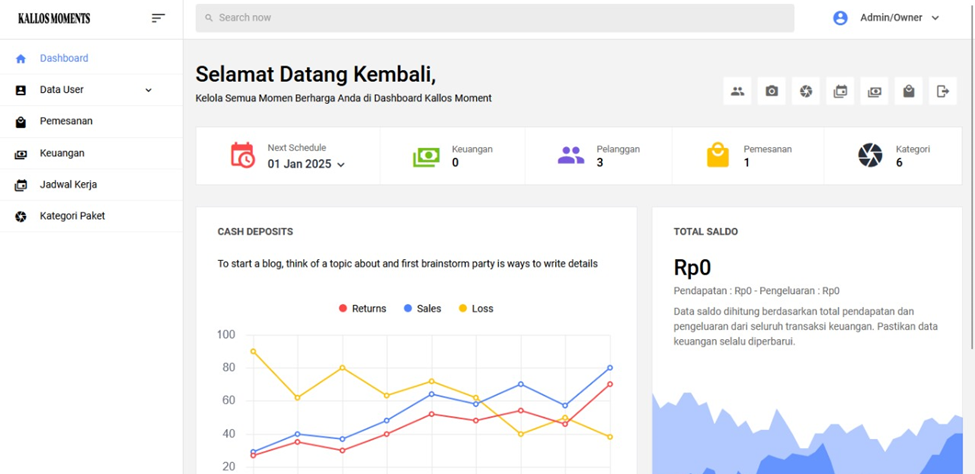 KALLOS MOMENTS
Search now
Admin/Owner
Dashboard
Data User
Pemesanan
Keuangan
Jadwal Kerja
Kategori Paket
Selamat Datang Kembali,
Kelola Semua Momen Berharga Anda di Dashboard Kallos Moment
Next Schedule
01 Jan 2025
Keuangan
0
Pelanggan
3
Pemesanan
1
Kategori
6
CASH DEPOSITS
To start a blog, think of a topic about and first brainstorm party is ways to write details
Returns Sales Loss
100
80
60
40
20
TOTAL SALDO
Rp0
Pendapatan : Rp0 - Pengeluaran : Rp0
Data saldo dihitung berdasarkan total pendapatan dan
pengeluaran dari seluruh transaksi keuangan. Pastikan data
keuangan selalu diperbarui.